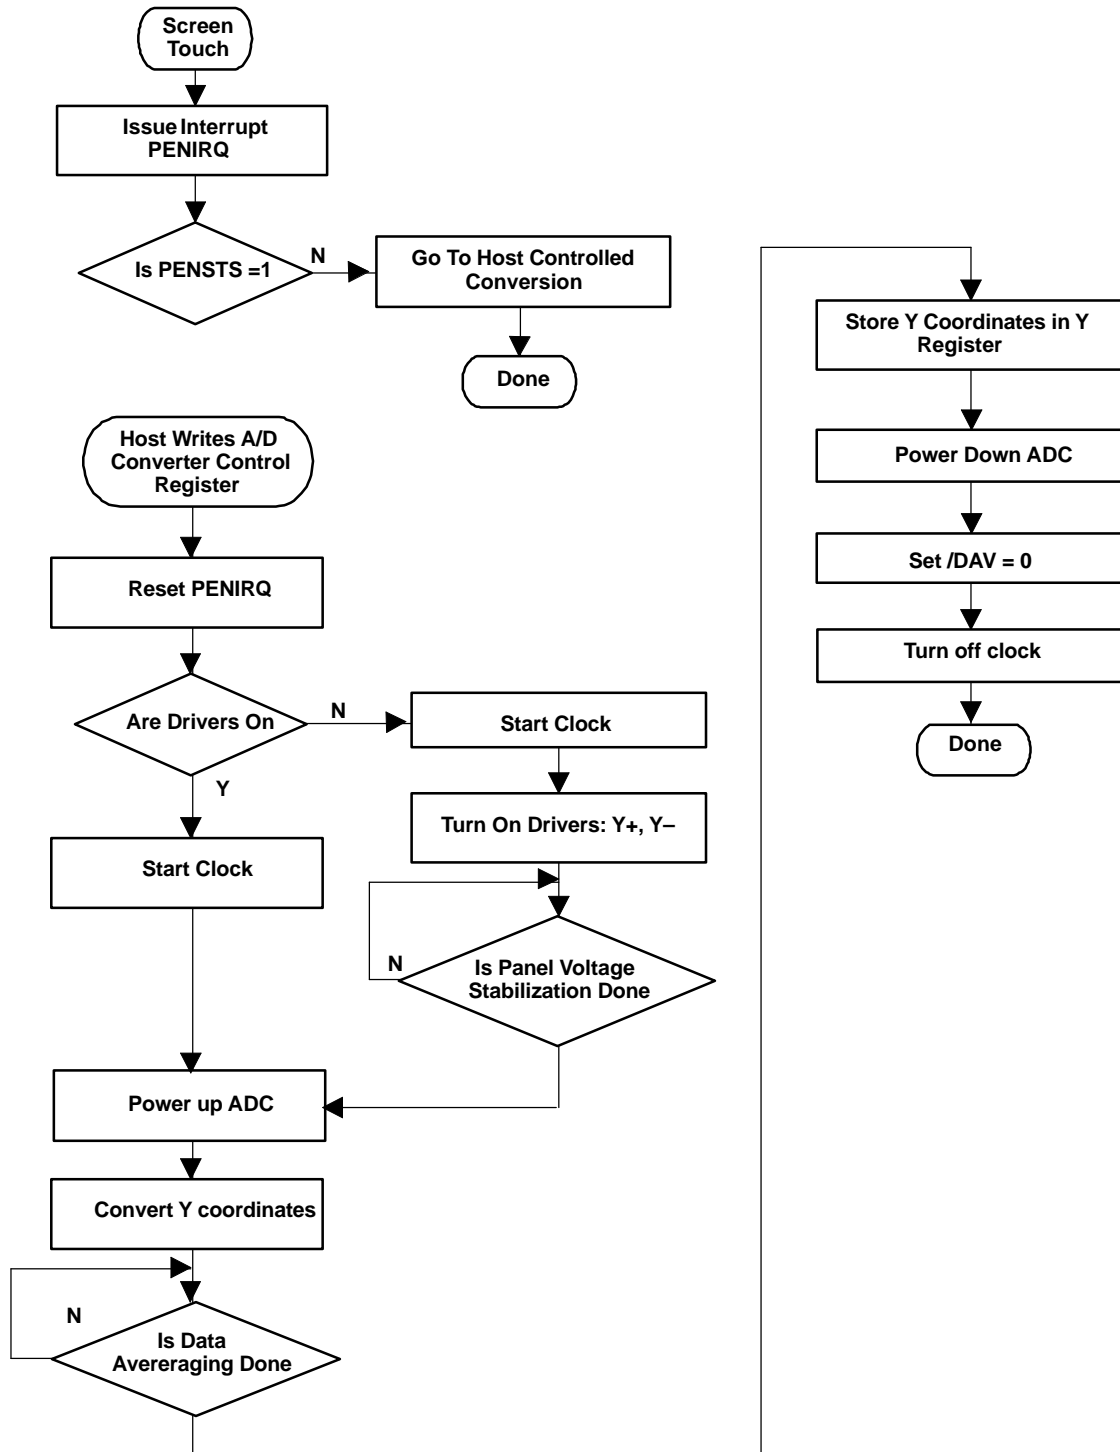 Screen
Touch
Issue Interrupt
PENIRQ
Is PENSTS =1
N
Go To Host Controlled
Conversion
Done
Host Writes A/D
Converter Control
Register
Reset PENIRQ
Are Drivers On
N
Start Clock
Y
Turn On Drivers: Y+, Y–
Start Clock
N
Is Panel Voltage
Stabilization Done
Power up ADC
Convert Y coordinates
N
Is Data
Avereraging Done
Store Y Coordinates in Y
Register
Power Down ADC
Set /DAV = 0
Turn off clock
Done